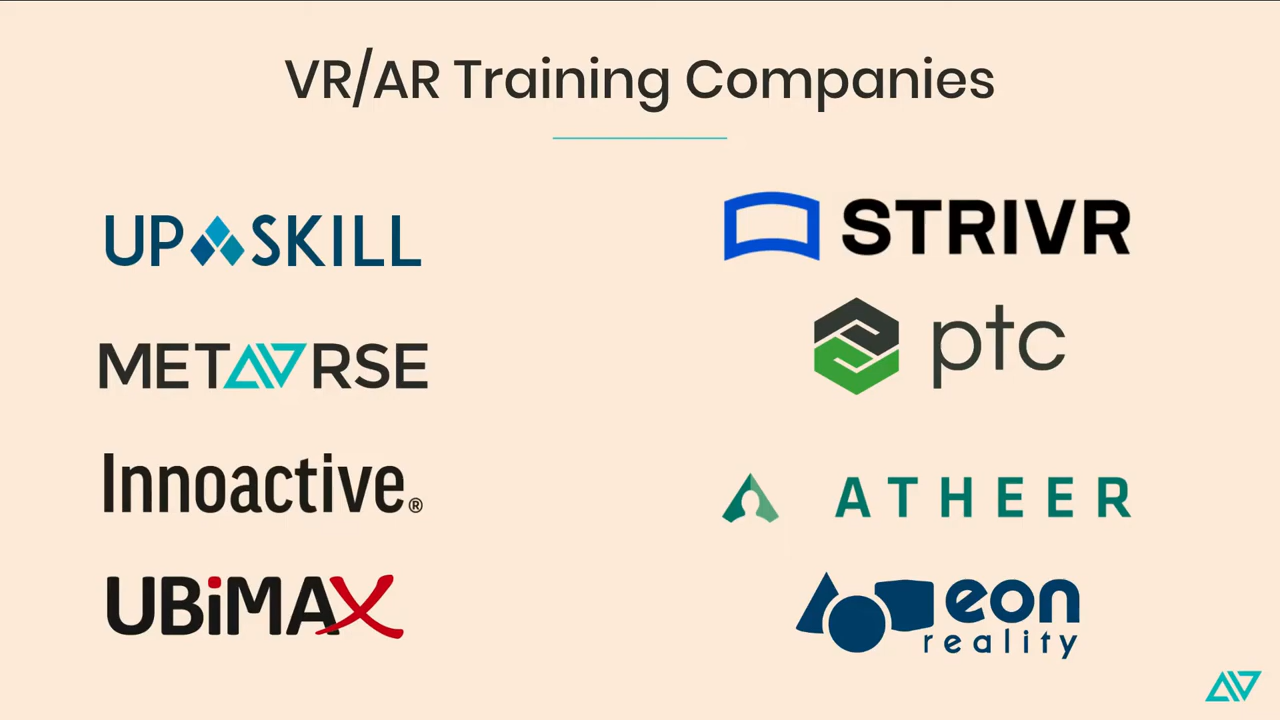 VR/AR Training Companies
UPSKILL
STRIVR
METAVRSE
ptc
Innoactive®
ATHEER
UBiMAX
eon
reality